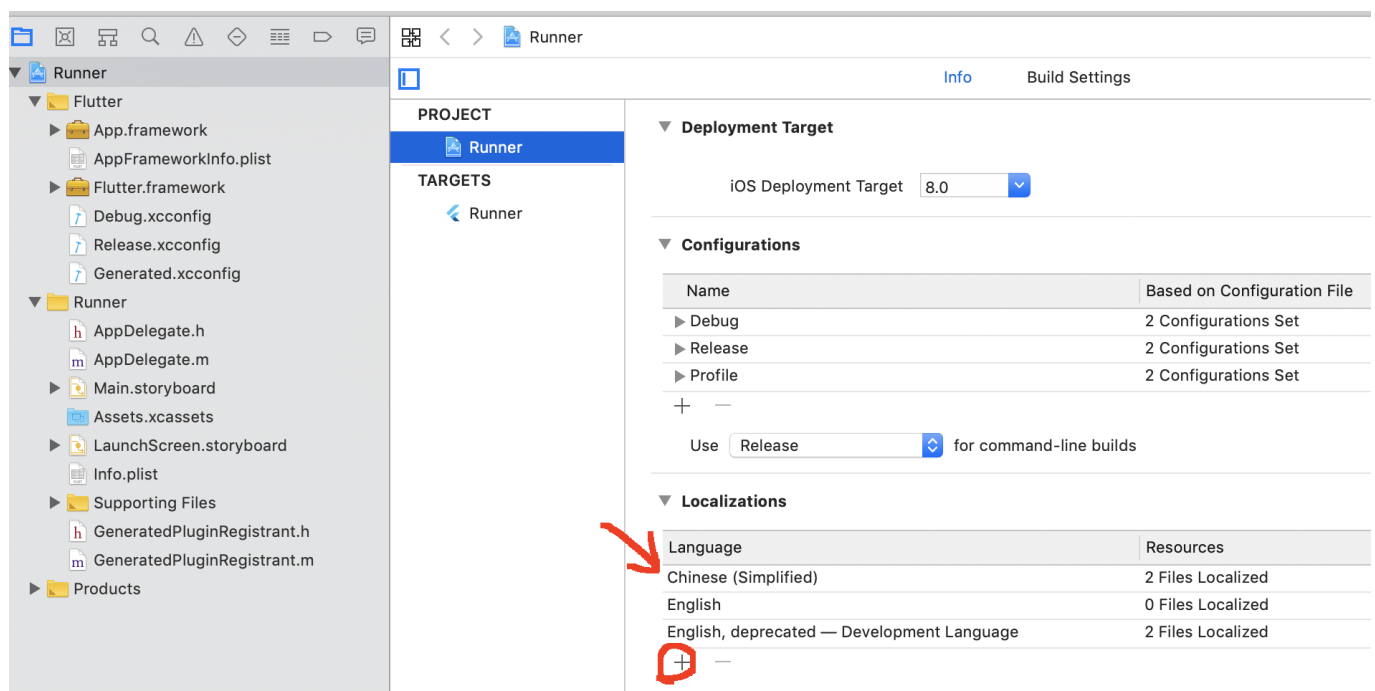 Runner
Info
Build Settings
Runner
Flutter
App.framework
AppFrameworkInfo.plist
Flutter.framework
Debug.xcconfig
Release.xcconfig
Generated.xcconfig
Runner
AppDelegate.h
AppDelegate.m
Main.storyboard
Assets.xcassets
LaunchScreen.storyboard
Info.plist
Supporting Files
GeneratedPluginRegistrant.h
GeneratedPluginRegistrant.m
Products
PROJECT
Runner
TARGETS
Runner
Deployment Target
iOS Deployment Target 8.0
Configurations
Name Based on Configuration File
Debug 2 Configurations Set
Release 2 Configurations Set
Profile 2 Configurations Set
Use Release for command-line builds
Localizations
Language Resources
Chinese (Simplified) 2 Files Localized
English 0 Files Localized
English, deprecated — Development Language 2 Files Localized